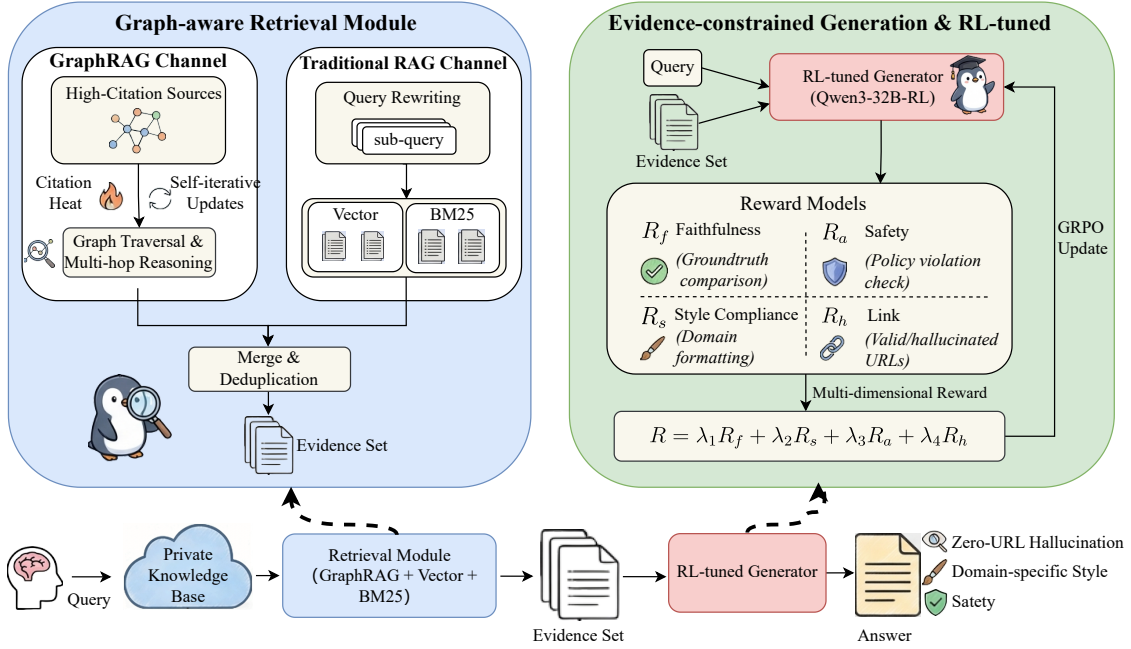 Graph-aware Retrieval Module
GraphRAG Channel
High-Citation Sources
Citation
Heat
Self-iterative
Updates
Graph Traversal &
Multi-hop Reasoning
Traditional RAG Channel
Query Rewriting
sub-query
Vector
BM25
Merge &
Deduplication
Evidence Set
Evidence-constrained Generation & RL-tuned
Query
Evidence Set
RL-tuned Generator
(Qwen3-32B-RL)
Reward Models
R_f Faithfulness
(Groundtruth
comparison)
R_a Safety
(Policy violation
check)
R_s Style Compliance
(Domain
formatting)
R_h Link
(Valid/hallucinated
URLs)
GRPO
Update
Multi-dimensional Reward
R = λ₁R_f + λ₂R_s + λ₃R_a + λ₄R_h
Query
Private
Knowledge
Base
Retrieval Module
(GraphRAG + Vector +
BM25)
Evidence Set
RL-tuned Generator
Answer
Zero-URL Hallucination
Domain-specific Style
Satety